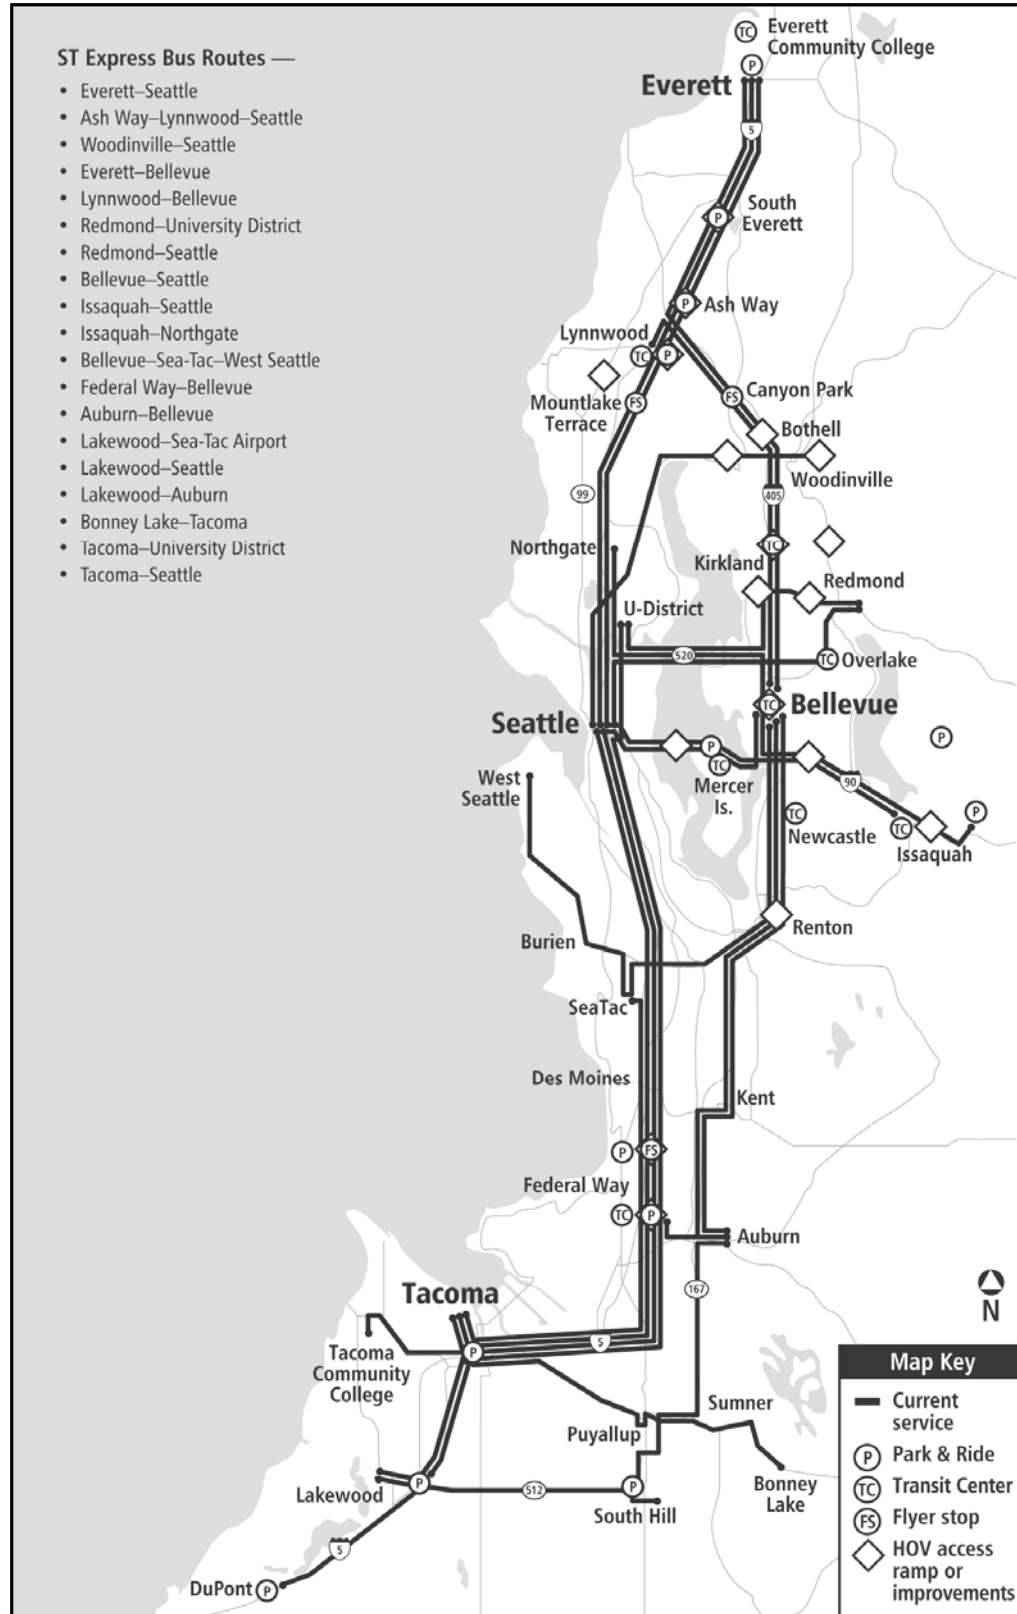 ST Express Bus Routes —
• Everett–Seattle
• Ash Way–Lynnwood–Seattle
• Woodinville–Seattle
• Everett–Bellevue
• Lynnwood–Bellevue
• Redmond–University District
• Redmond–Seattle
• Bellevue–Seattle
• Issaquah–Seattle
• Issaquah–Northgate
• Bellevue–Sea-Tac–West Seattle
• Federal Way–Bellevue
• Auburn–Bellevue
• Lakewood–Sea-Tac Airport
• Lakewood–Seattle
• Lakewood–Auburn
• Bonney Lake–Tacoma
• Tacoma–University District
• Tacoma–Seattle
TC
Everett
Community College
P
Everett
5
P
South
Everett
P
Ash Way
Lynnwood
TC
P
Mountlake
Terrace
FS
FS
Canyon Park
Bothell
Woodinville
99
405
Northgate
TC
Kirkland
Redmond
U-District
520
TC
Overlake
TC
Bellevue
Seattle
P
P
TC
Mercer
Is.
90
West
Seattle
TC
Newcastle
P
TC
Issaquah
Renton
Burien
SeaTac
Des Moines
Kent
P
FS
Federal Way
TC
P
Auburn
167
N
Tacoma
5
P
Tacoma
Community
College
Sumner
Puyallup
Bonney
Lake
Lakewood
P
512
P
South Hill
5
DuPont
P
Map Key
Current
service
P
Park & Ride
TC
Transit Center
FS
Flyer stop
HOV access
ramp or
improvements